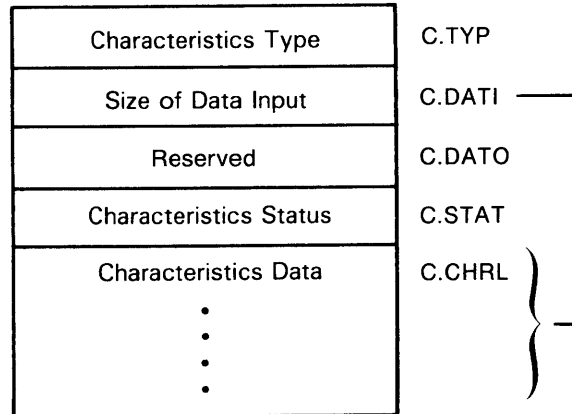 Characteristics Type C.TYP
Size of Data Input C.DATI
Reserved C.DATO
Characteristics Status C.STAT
Characteristics Data C.CHRL